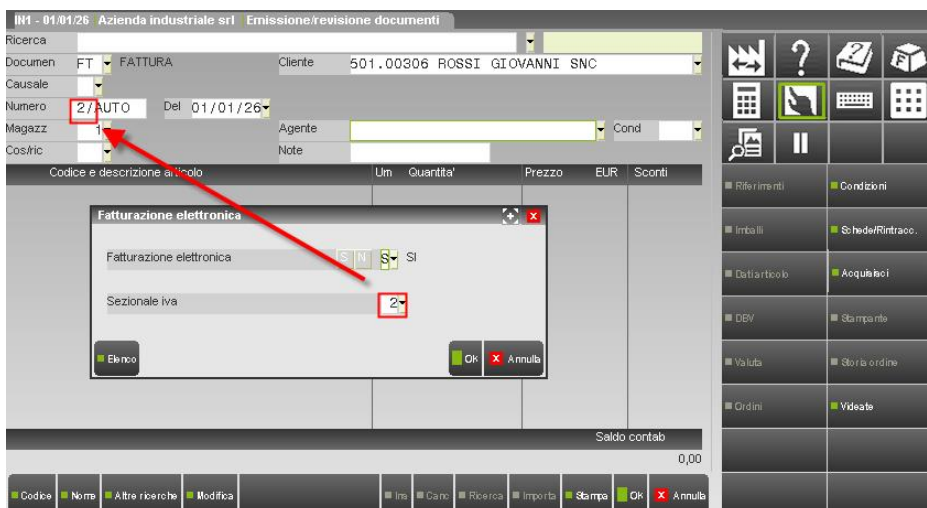 IN1 - 01/01/26 Azienda industriale srl Emissione/revisione documenti
Ricerca
Documen FT FATTURA Cliente 501.00306 ROSSI GIOVANNI SNC
Causale
Numero 2/AUTO Del 01/01/26
Magazz 1 Agente Cond
Cos/ric Note
Codice e descrizione articolo Um Quantita' Prezzo EUR Sconti
Fatturazione elettronica
Fatturazione elettronica S N S SI
Sezionale iva 2
Elenco Ok Annulla
Saldo contab
0,00
Codice Nome Altre ricerche Modifica Ins Canc Ricerca Importa Stampa OK Annulla
Riferimenti Condizioni
Imballi Schede/Rintracc.
Dati articolo Acquisisci
DBV Stampante
Valuta Storia ordine
Ordini Videate